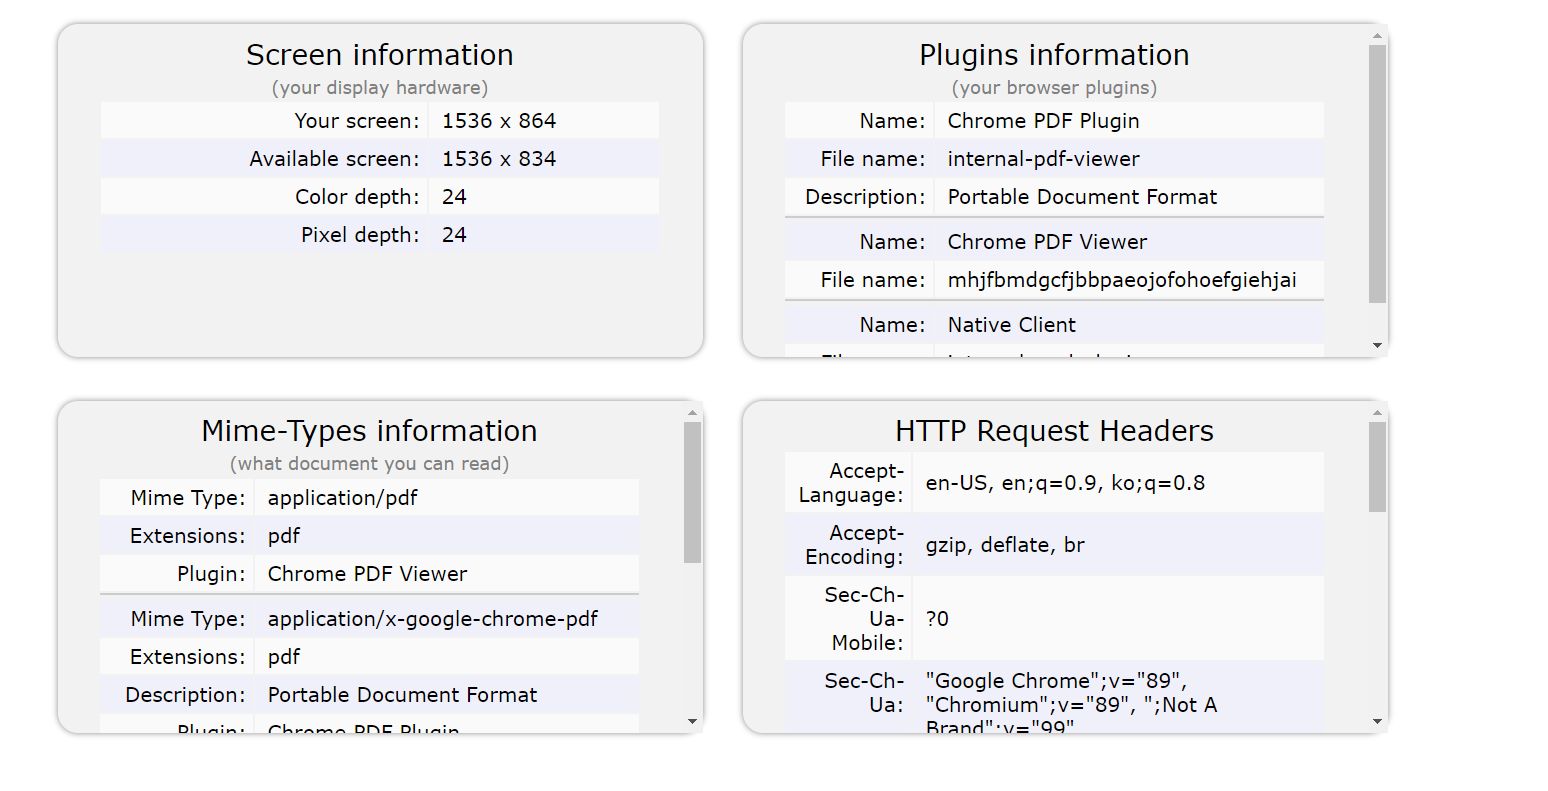 Screen information
(your display hardware)
Your screen: 1536 x 864
Available screen: 1536 x 834
Color depth: 24
Pixel depth: 24
Plugins information
(your browser plugins)
Name: Chrome PDF Plugin
File name: internal-pdf-viewer
Description: Portable Document Format
Name: Chrome PDF Viewer
File name: mhjfbmdgcfjbbpaeojofohoefgiehjai
Name: Native Client
Mime-Types information
(what document you can read)
Mime Type: application/pdf
Extensions: pdf
Plugin: Chrome PDF Viewer
Mime Type: application/x-google-chrome-pdf
Extensions: pdf
Description: Portable Document Format
Plugin: Chrome PDF Plugin
HTTP Request Headers
Accept-
Language: en-US, en;q=0.9, ko;q=0.8
Accept-
Encoding: gzip, deflate, br
Sec-Ch-
Ua-
Mobile: ?0
Sec-Ch-
Ua: "Google Chrome";v="89",
"Chromium";v="89", ";Not A
Brand";v="99"